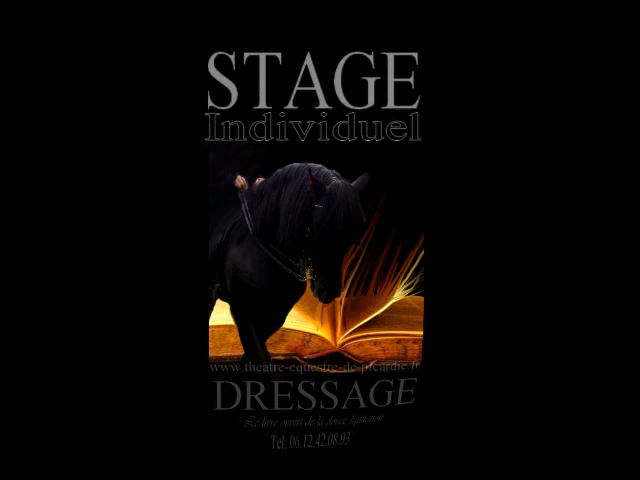 STAGE
Individuel
www.theatre-equestre-de-picardie.fr
DRESSAGE
Le livre ouvert de la douce équitation
Tel: 06.12.42.08.93